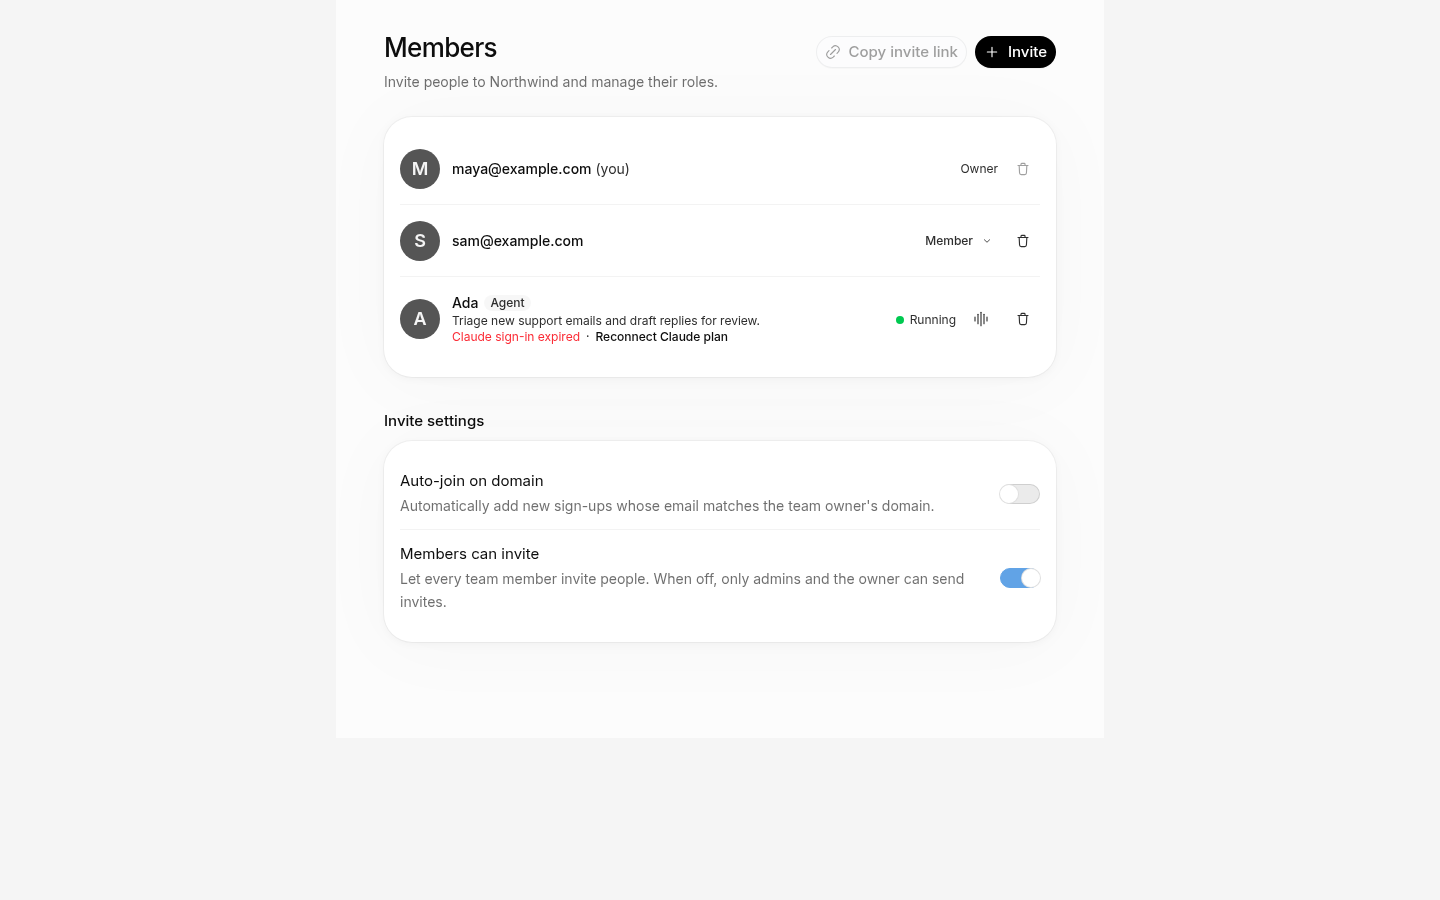 Members
Copy invite link
Invite
Invite people to Northwind and manage their roles.
M
maya@example.com (you)
Owner
S
sam@example.com
Member
A
Ada Agent
Triage new support emails and draft replies for review.
Claude sign-in expired · Reconnect Claude plan
Running
Invite settings
Auto-join on domain
Automatically add new sign-ups whose email matches the team owner's domain.
Members can invite
Let every team member invite people. When off, only admins and the owner can send
invites.